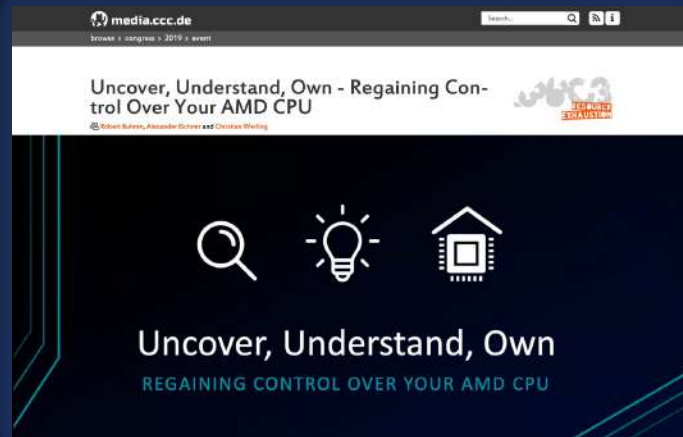 media.ccc.de
Search...
browse > congress > 2019 > event
Uncover, Understand, Own - Regaining Con-
trol Over Your AMD CPU
RESOURCE
EXHAUSTION
Robert Buhren, Alexander Eichner and Christian Werling
Uncover, Understand, Own
REGAINING CONTROL OVER YOUR AMD CPU